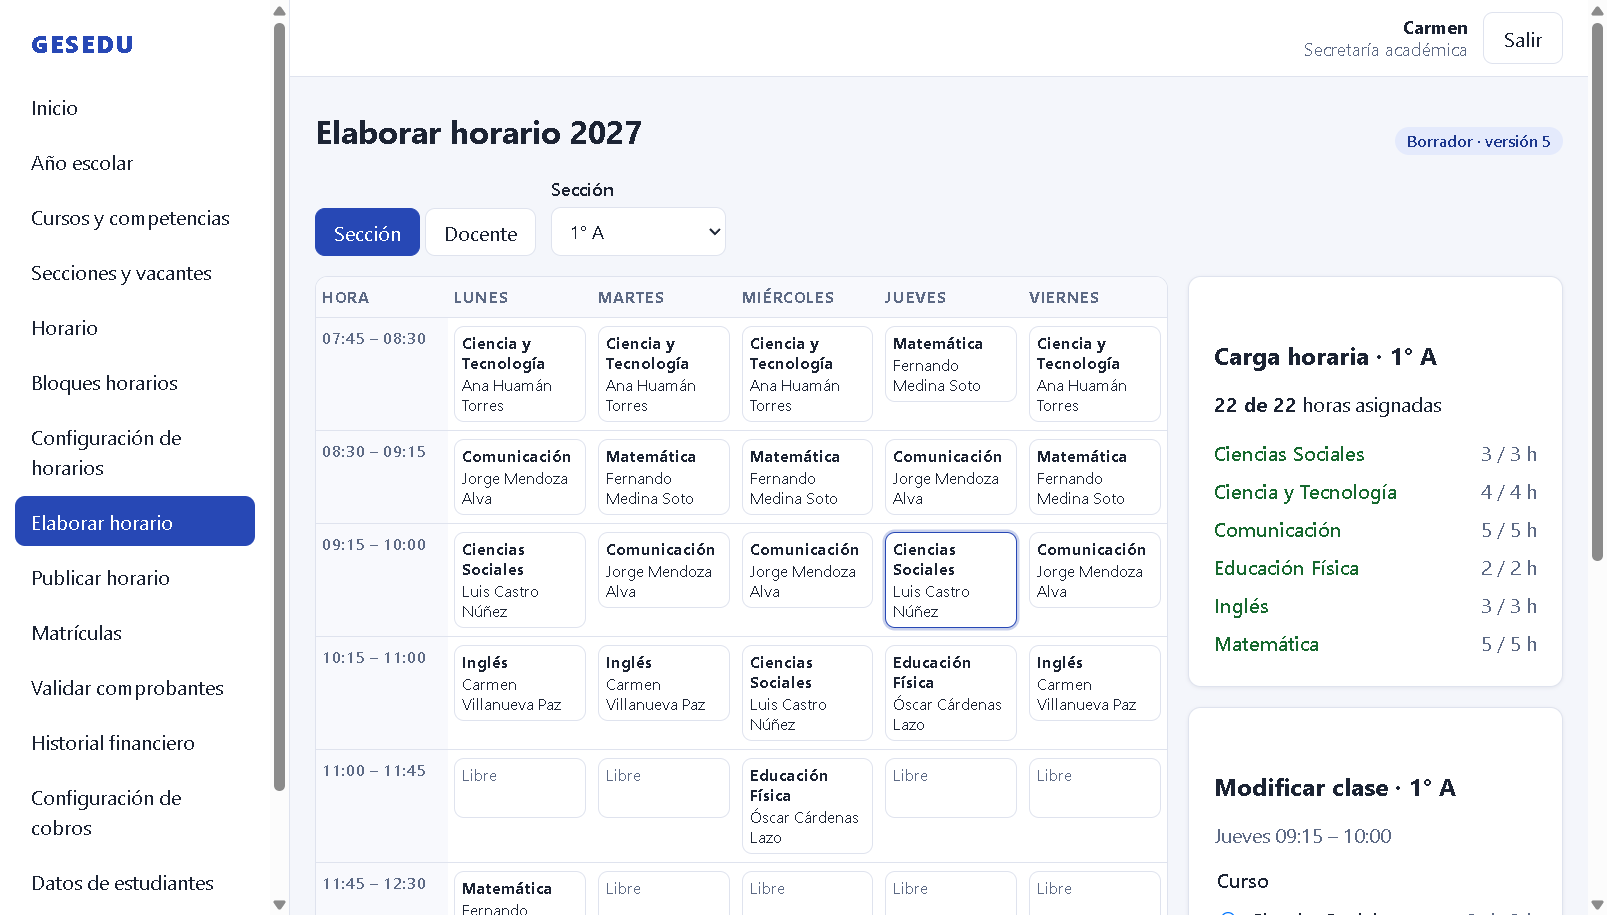 GESEDU
Inicio
Año escolar
Cursos y competencias
Secciones y vacantes
Horario
Bloques horarios
Configuración de
horarios
Elaborar horario
Publicar horario
Matrículas
Validar comprobantes
Historial financiero
Configuración de
cobros
Datos de estudiantes
Carmen
Secretaría académica
Salir
Elaborar horario 2027
Borrador · versión 5
Sección
Sección
Docente
1° A
HORA LUNES MARTES MIÉRCOLES JUEVES VIERNES
07:45 – 08:30
Ciencia y
Tecnología
Ana Huamán
Torres
Ciencia y
Tecnología
Ana Huamán
Torres
Ciencia y
Tecnología
Ana Huamán
Torres
Matemática
Fernando
Medina Soto
Ciencia y
Tecnología
Ana Huamán
Torres
08:30 – 09:15
Comunicación
Jorge Mendoza
Alva
Matemática
Fernando
Medina Soto
Matemática
Fernando
Medina Soto
Comunicación
Jorge Mendoza
Alva
Matemática
Fernando
Medina Soto
09:15 – 10:00
Ciencias
Sociales
Luis Castro
Núñez
Comunicación
Jorge Mendoza
Alva
Comunicación
Jorge Mendoza
Alva
Ciencias
Sociales
Luis Castro
Núñez
Comunicación
Jorge Mendoza
Alva
10:15 – 11:00
Inglés
Carmen
Villanueva Paz
Inglés
Carmen
Villanueva Paz
Ciencias
Sociales
Luis Castro
Núñez
Educación
Física
Óscar Cárdenas
Lazo
Inglés
Carmen
Villanueva Paz
11:00 – 11:45
Libre
Libre
Educación
Física
Óscar Cárdenas
Lazo
Libre
Libre
11:45 – 12:30
Matemática
Fernando
Libre
Libre
Libre
Libre
Carga horaria · 1° A
22 de 22 horas asignadas
Ciencias Sociales 3 / 3 h
Ciencia y Tecnología 4 / 4 h
Comunicación 5 / 5 h
Educación Física 2 / 2 h
Inglés 3 / 3 h
Matemática 5 / 5 h
Modificar clase · 1° A
Jueves 09:15 – 10:00
Curso